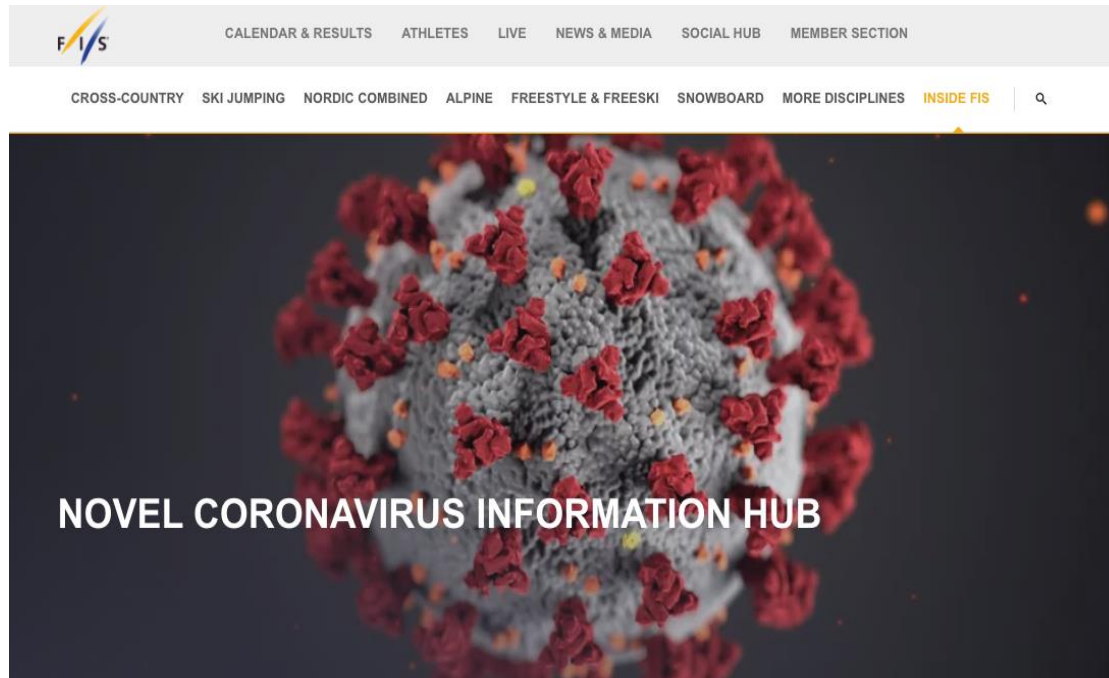 F/I/S
CALENDAR & RESULTS ATHLETES LIVE NEWS & MEDIA SOCIAL HUB MEMBER SECTION
CROSS-COUNTRY SKI JUMPING NORDIC COMBINED ALPINE FREESTYLE & FREESKI SNOWBOARD MORE DISCIPLINES INSIDE FIS
NOVEL CORONAVIRUS INFORMATION HUB